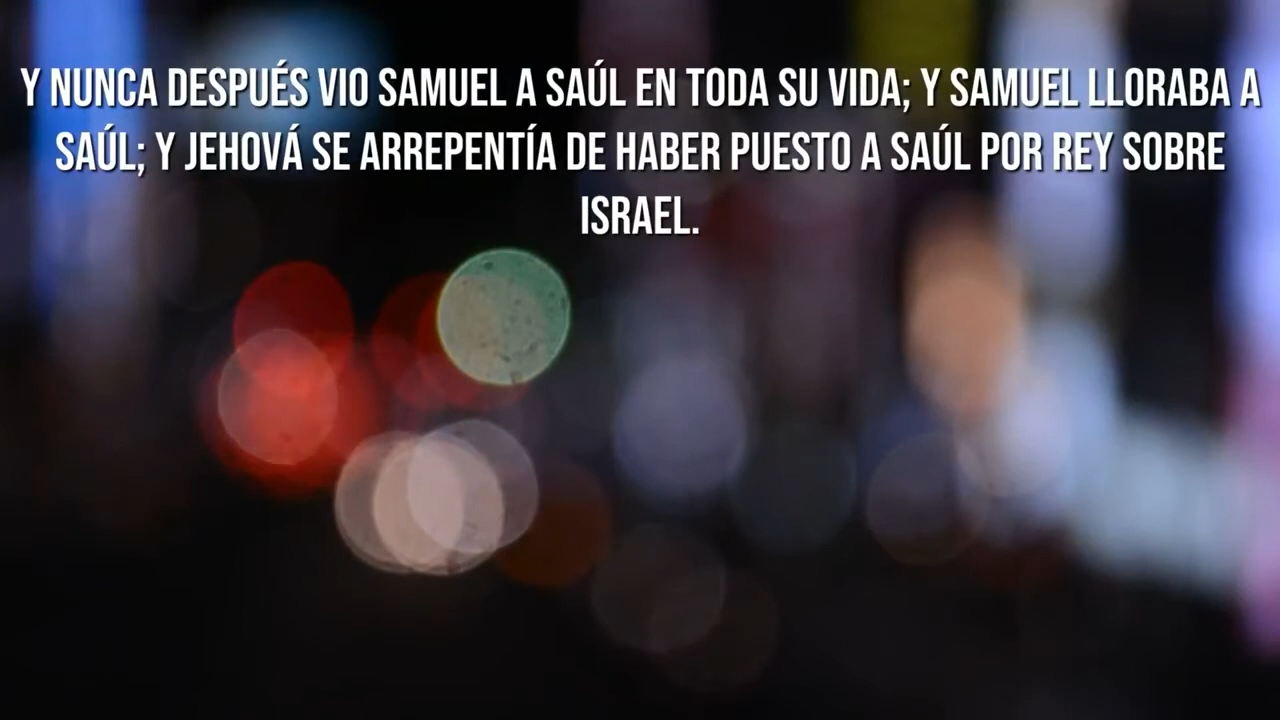 Y NUNCA DESPUÉS VIO SAMUEL A SAÚL EN TODA SU VIDA; Y SAMUEL LLORABA A
SAÚL; Y JEHOVÁ SE ARREPENTÍA DE HABER PUESTO A SAÚL POR REY SOBRE
ISRAEL.